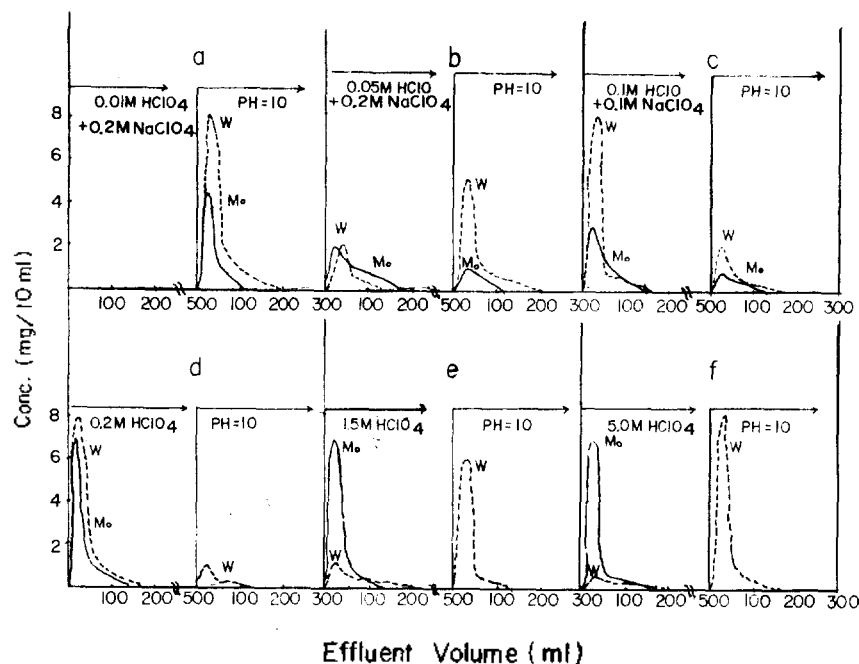 a
b
c
0.01M HClO4
+0.2M NaClO4
PH=10
0.05M HClO
+0.2M NaClO4
PH=10
0.1M HClO
+0.1M NaClO4
PH=10
W
Mo
W
Mo
W
Mo
W
Mo
W
Mo
8
6
4
2
100 200 500 100 200 300 100 200 500 100 200 300 100 200 500 100 300
Conc. (mg/10 ml)
d
e
f
0.2M HClO4
PH=10
1.5M HClO4
PH=10
5.0M HClO4
PH=10
W
Mo
W
Mo
W
W
Mo
W
W
8
6
4
2
100 200 500 100 200 300 100 200 500 100 200 300 100 200 500 100 200 300
Effluent Volume (ml)